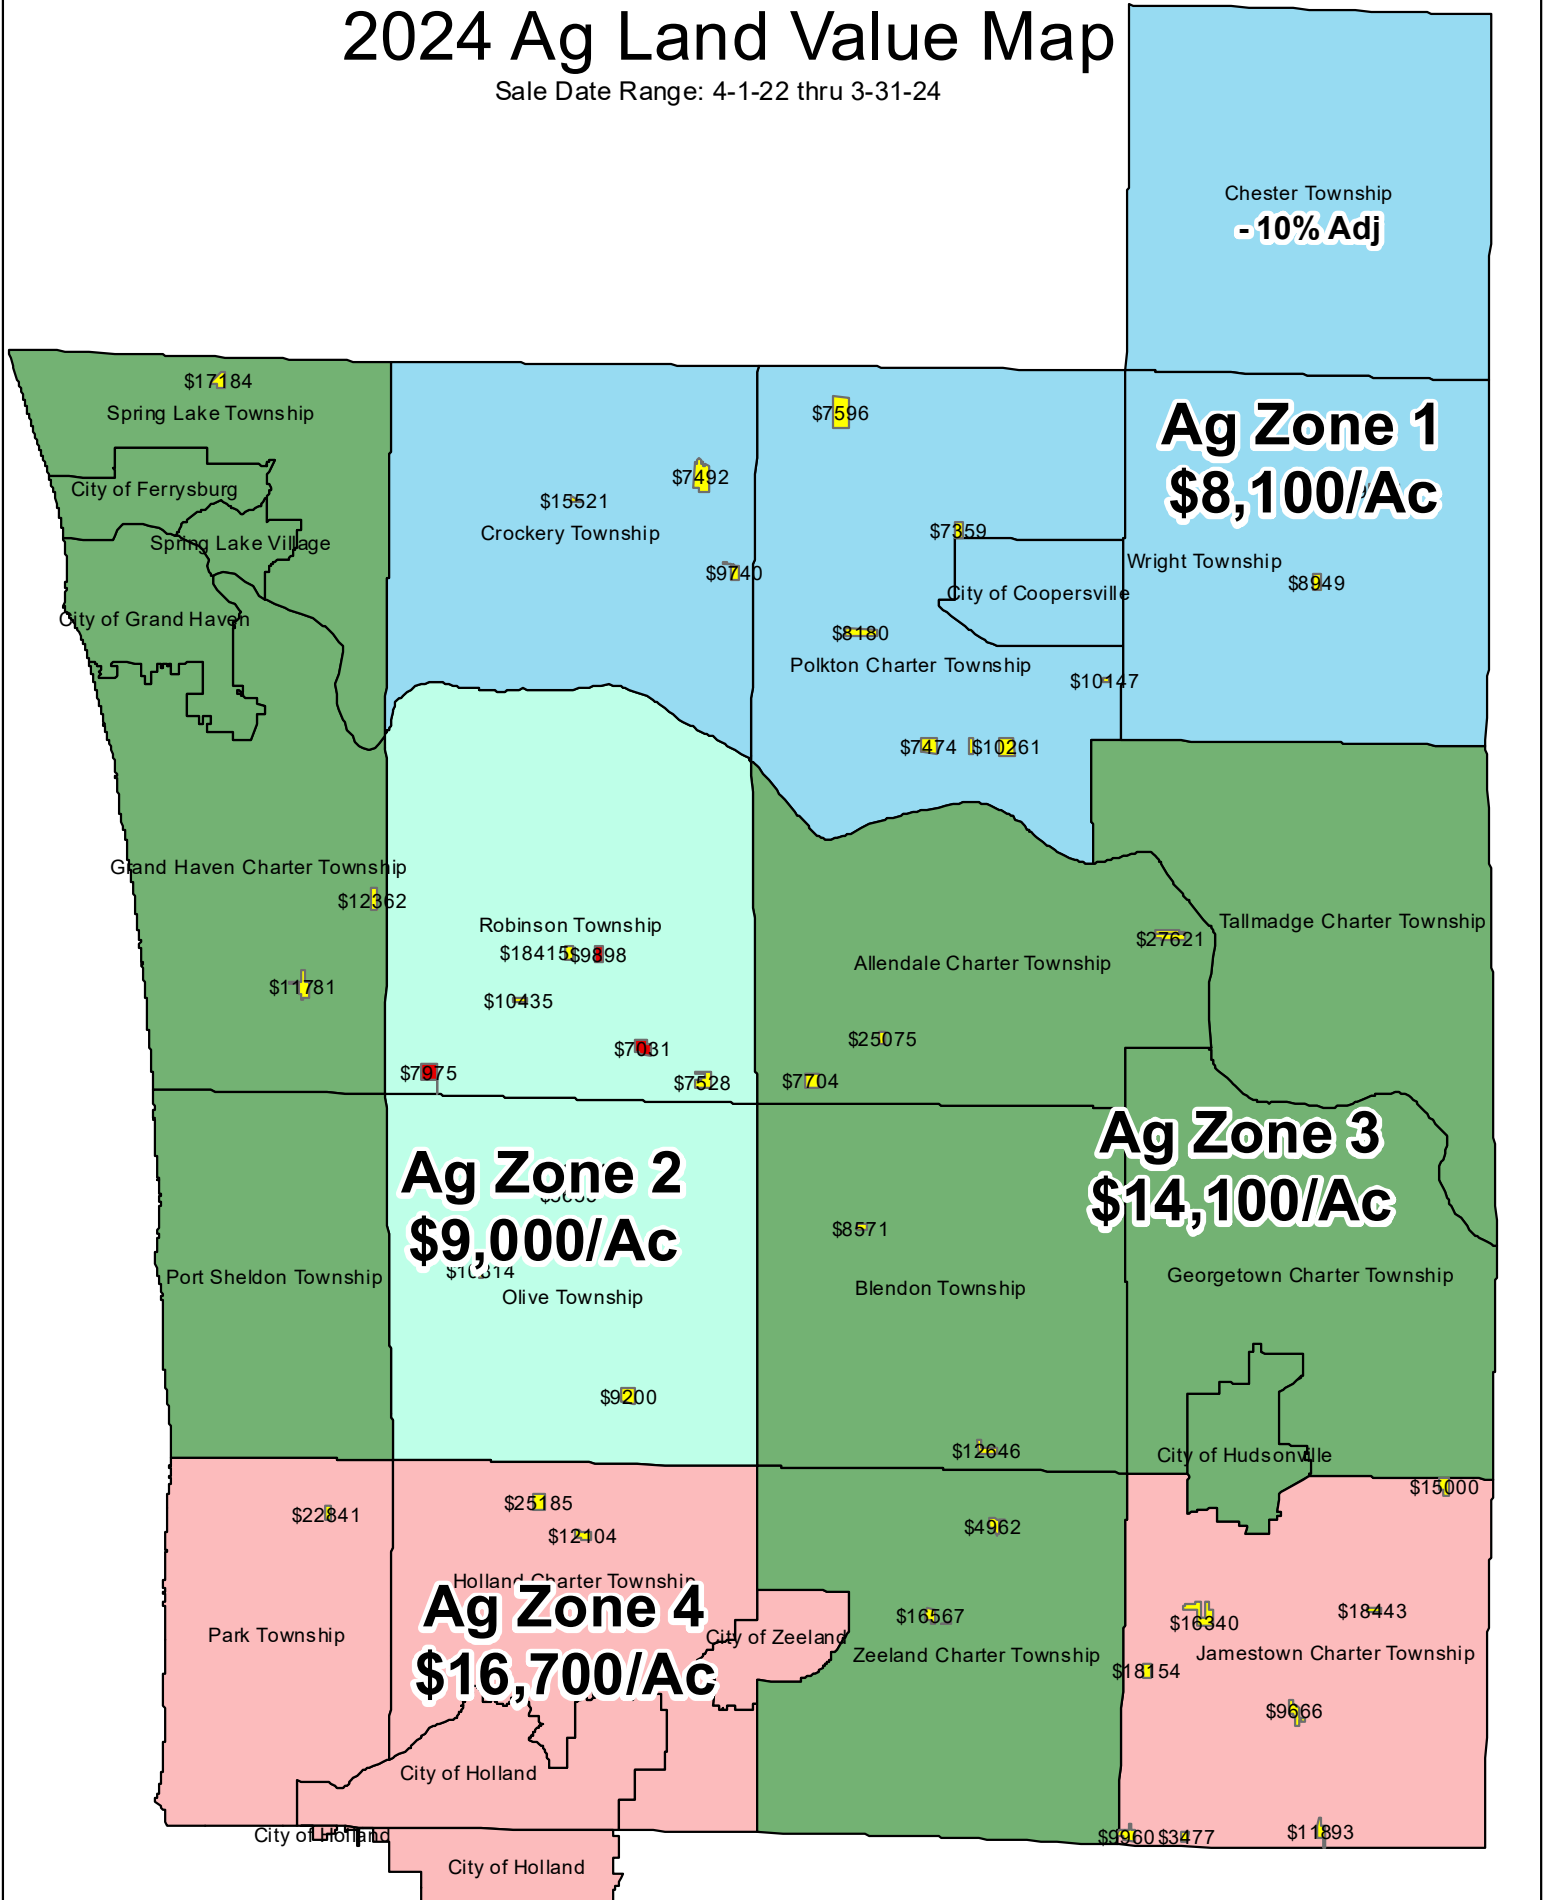 2024 Ag Land Value Map
Sale Date Range: 4-1-22 thru 3-31-24
Chester Township
- 10% Adj
$17184
Spring Lake Township
City of Ferrysburg
Spring Lake Village
City of Grand Haven
$15521
Crockery Township
$7492
$9740
$7596
$7359
City of Coopersville
$8180
Polkton Charter Township
$10147
$7474
$10261
Ag Zone 1
$8,100/Ac
Wright Township
$8949
Grand Haven Charter Township
$12362
$11781
Robinson Township
$18415
$9898
$10435
$7031
$7975
$7528
Allendale Charter Township
$27621
$25075
$7704
Tallmadge Charter Township
Ag Zone 2
$9,000/Ac
Olive Township
$9200
Port Sheldon Township
Ag Zone 3
$14,100/Ac
$8571
Blendon Township
$12646
Georgetown Charter Township
City of Hudsonville
$15000
$22841
Park Township
$25185
$12104
Holland Charter Township
Ag Zone 4
$16,700/Ac
City of Zeeland
City of Holland
City of Holland
City of Holland
$4962
$16567
Zeeland Charter Township
$16340
$18443
Jamestown Charter Township
$18154
$9666
$9960
$3477
$11893